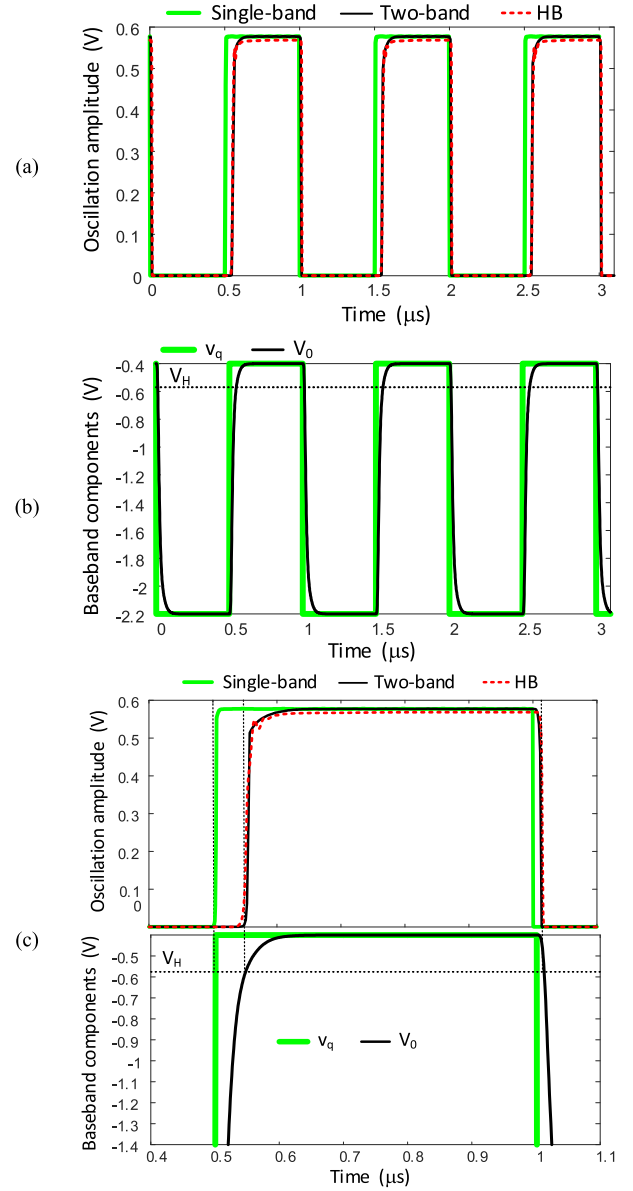 Single-band Two-band HB
(a)
Oscillation amplitude (V)
0.6
0.5
0.4
0.3
0.2
0.1
0
0 0.5 1 1.5 2 2.5 3
Time (μs)
v_q V_0
(b)
Baseband components (V)
-0.4
-0.6
-0.8
-1
-1.2
-1.4
-1.6
-1.8
-2
-2.2
V_H
0 0.5 1 1.5 2 2.5 3
Time (μs)
Single-band Two-band HB
(c)
Oscillation amplitude (V)
0.6
0.5
0.4
0.3
0.2
0.1
0
Baseband components (V)
-0.5
-0.6
-0.7
-0.8
-0.9
-1
-1.1
-1.2
-1.3
-1.4
V_H
v_q V_0
0.4 0.5 0.6 0.7 0.8 0.9 1 1.1
Time (μs)